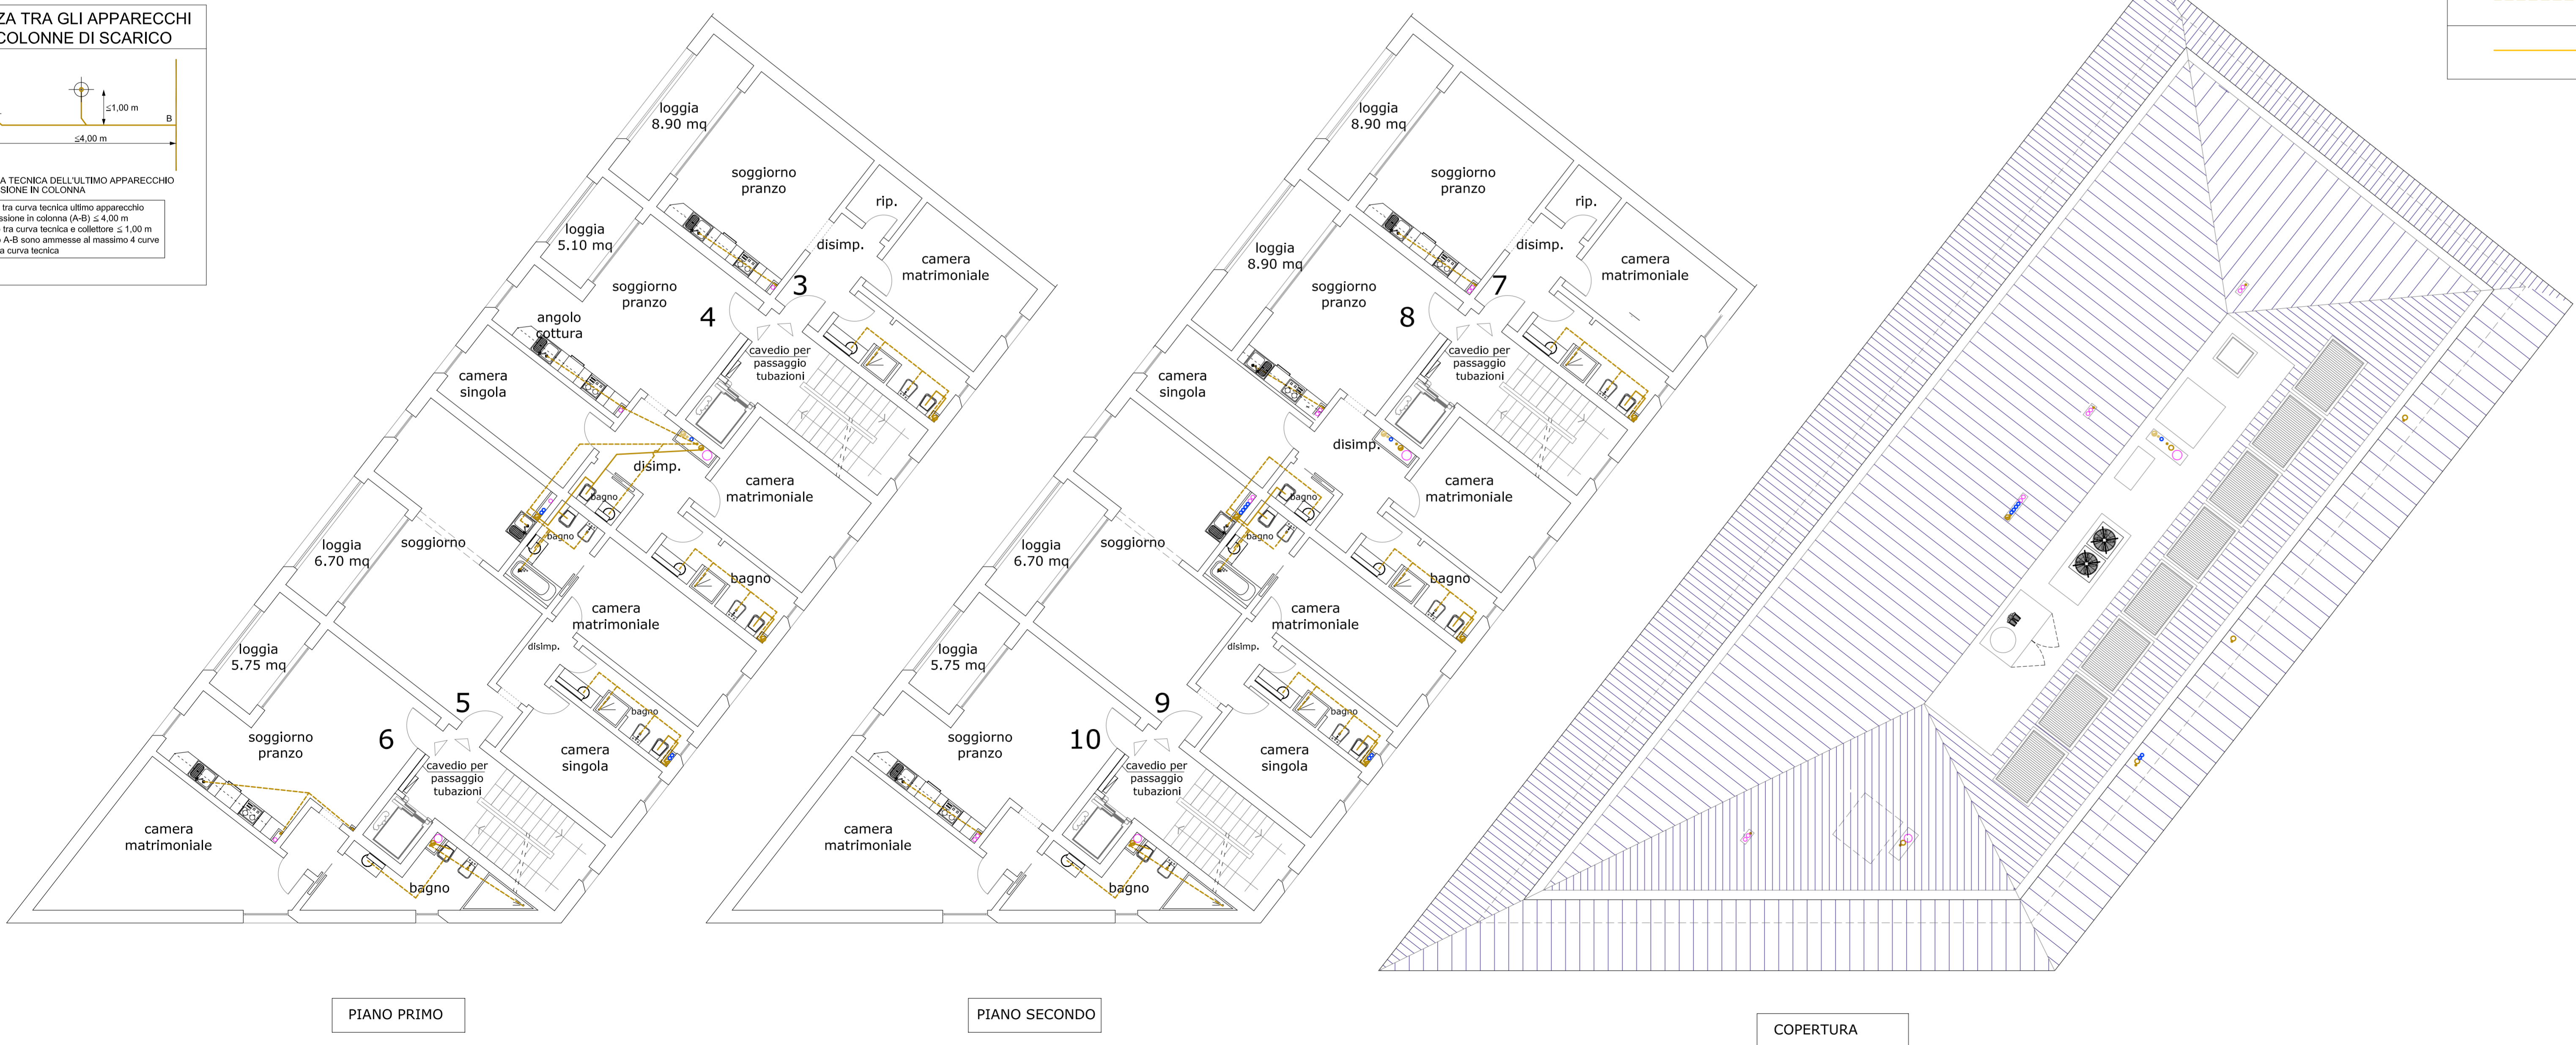 ZA TRA GLI APPARECCHI
COLONNE DI SCARICO
≤1,00 m
B
≤4,00 m
A TECNICA DELL'ULTIMO APPARECCHIO
SIONE IN COLONNA
tra curva tecnica ultimo apparecchio
ssione in colonna (A-B) ≤ 4,00 m
tra curva tecnica e collettore ≤ 1,00 m
o A-B sono ammesse al massimo 4 curve
a curva tecnica
loggia
8.90 mq
soggiorno
pranzo
rip.
loggia
5.10 mq
disimp.
camera
matrimoniale
soggiorno
pranzo
3
4
angolo
cottura
cavedio per
passaggio
tubazioni
camera
singola
disimp.
camera
matrimoniale
bagno
bagno
loggia
6.70 mq
soggiorno
bagno
camera
matrimoniale
loggia
5.75 mq
disimp.
5
bagno
6
soggiorno
pranzo
camera
singola
cavedio per
passaggio
tubazioni
camera
matrimoniale
bagno
PIANO PRIMO
loggia
8.90 mq
soggiorno
pranzo
rip.
loggia
8.90 mq
disimp.
camera
matrimoniale
soggiorno
pranzo
7
8
cavedio per
passaggio
tubazioni
camera
singola
disimp.
camera
matrimoniale
bagno
bagno
loggia
6.70 mq
soggiorno
bagno
camera
matrimoniale
loggia
5.75 mq
disimp.
9
bagno
10
soggiorno
pranzo
camera
singola
cavedio per
passaggio
tubazioni
camera
matrimoniale
bagno
PIANO SECONDO
COPERTURA